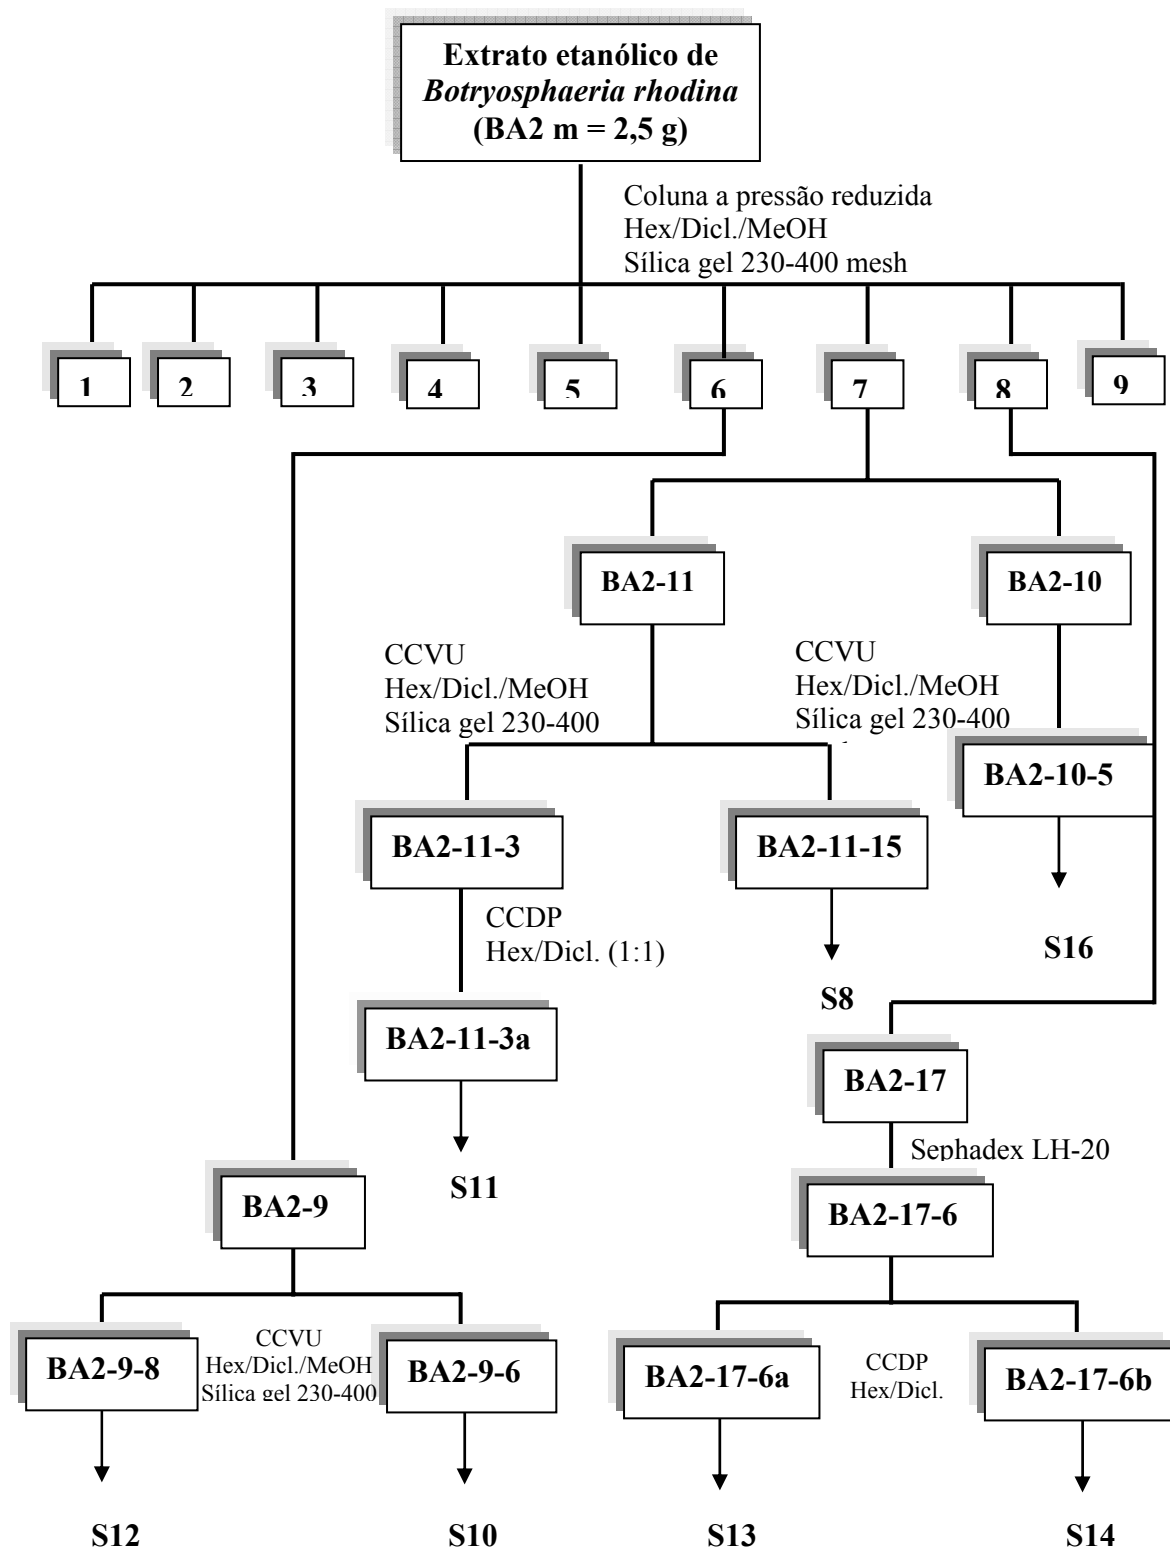 Extrato etanólico de
Botryosphaeria rhodina
(BA2 m = 2,5 g)
Coluna a pressão reduzida
Hex/Dicl./MeOH
Sílica gel 230-400 mesh
1
2
3
4
5
6
7
8
9
BA2-11
BA2-10
CCVU
Hex/Dicl./MeOH
Sílica gel 230-400
CCVU
Hex/Dicl./MeOH
Sílica gel 230-400
BA2-10-5
BA2-11-3
BA2-11-15
CCDP
Hex/Dicl. (1:1)
S16
S8
BA2-11-3a
BA2-17
Sephadex LH-20
S11
BA2-9
BA2-17-6
BA2-9-8
CCVU
Hex/Dicl./MeOH
Sílica gel 230-400
BA2-9-6
BA2-17-6a
CCDP
Hex/Dicl.
BA2-17-6b
S12
S10
S13
S14